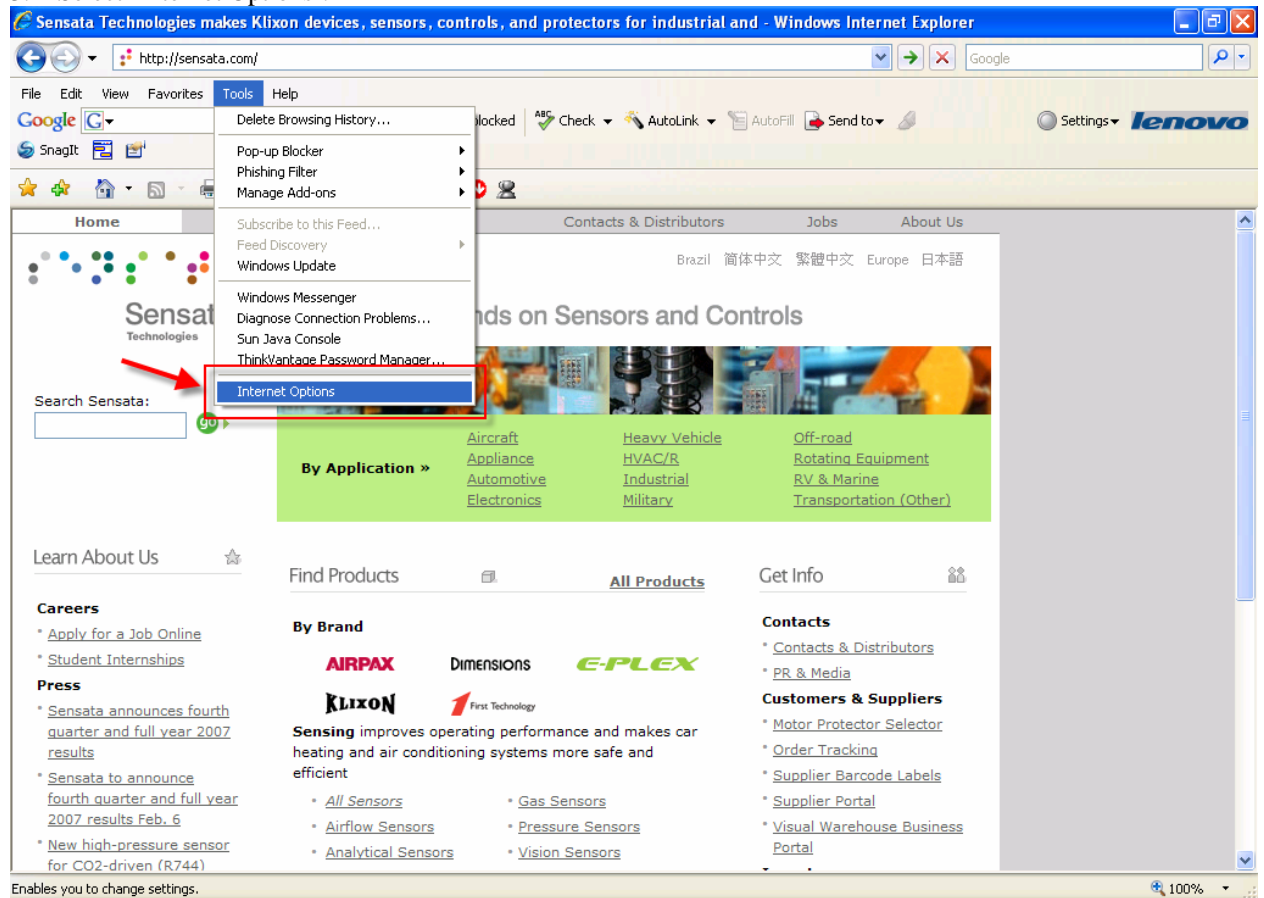 Sensata Technologies makes Klixon devices, sensors, controls, and protectors for industrial and - Windows Internet Explorer
http://sensata.com/
Google
File Edit View Favorites Tools Help
Google G
Check AutoLink AutoFill Send to Settings lenovo
SnagIt
Delete Browsing History...
Pop-up Blocker
Phishing Filter
Manage Add-ons
Subscribe to this Feed...
Feed Discovery
Windows Update
Windows Messenger
Diagnose Connection Problems...
Sun Java Console
ThinkVantage Password Manager...
Internet Options
Home Contacts & Distributors Jobs About Us
Brazil 简体中文 繁體中文 Europe 日本語
Sensat
Technologies
nds on Sensors and Controls
Search Sensata:
go
By Application »
Aircraft Heavy Vehicle Off-road
Appliance HVAC/R Rotating Equipment
Automotive Industrial RV & Marine
Electronics Military Transportation (Other)
Learn About Us
Careers
Apply for a Job Online
Student Internships
Press
Sensata announces fourth
quarter and full year 2007
results
Sensata to announce
fourth quarter and full year
2007 results Feb. 6
New high-pressure sensor
for CO2-driven (R744)
Find Products All Products
By Brand
AIRPAX DIMENSIONS E-PLEX
KLIXON First Technology
Sensing improves operating performance and makes car
heating and air conditioning systems more safe and
efficient
All Sensors Gas Sensors
Airflow Sensors Pressure Sensors
Analytical Sensors Vision Sensors
Get Info
Contacts
Contacts & Distributors
PR & Media
Customers & Suppliers
Motor Protector Selector
Order Tracking
Supplier Barcode Labels
Supplier Portal
Visual Warehouse Business
Portal
Enables you to change settings.
100%